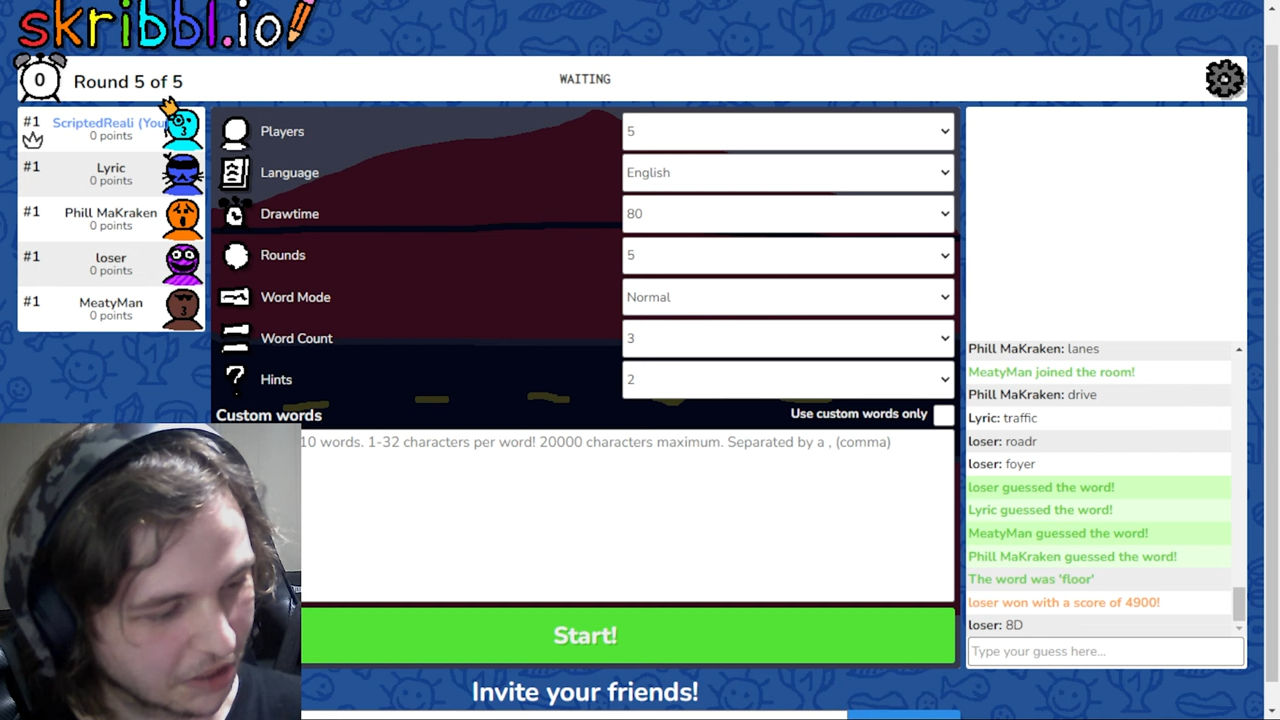 skribbl.io
0
Round 5 of 5
WAITING
#1
ScriptedReali (You
0 points
#1
Lyric
0 points
#1
Phill MaKraken
0 points
#1
loser
0 points
#1
MeatyMan
0 points
Players
5
Language
English
Drawtime
80
Rounds
5
Word Mode
Normal
Word Count
3
Hints
2
Custom words
Use custom words only
10 words. 1-32 characters per word! 20000 characters maximum. Separated by a , (comma)
Start!
Invite your friends!
Phill MaKraken: lanes
MeatyMan joined the room!
Phill MaKraken: drive
Lyric: traffic
loser: roadr
loser: foyer
loser guessed the word!
Lyric guessed the word!
MeatyMan guessed the word!
Phill MaKraken guessed the word!
The word was 'floor'
loser won with a score of 4900!
loser: 8D
Type your guess here...